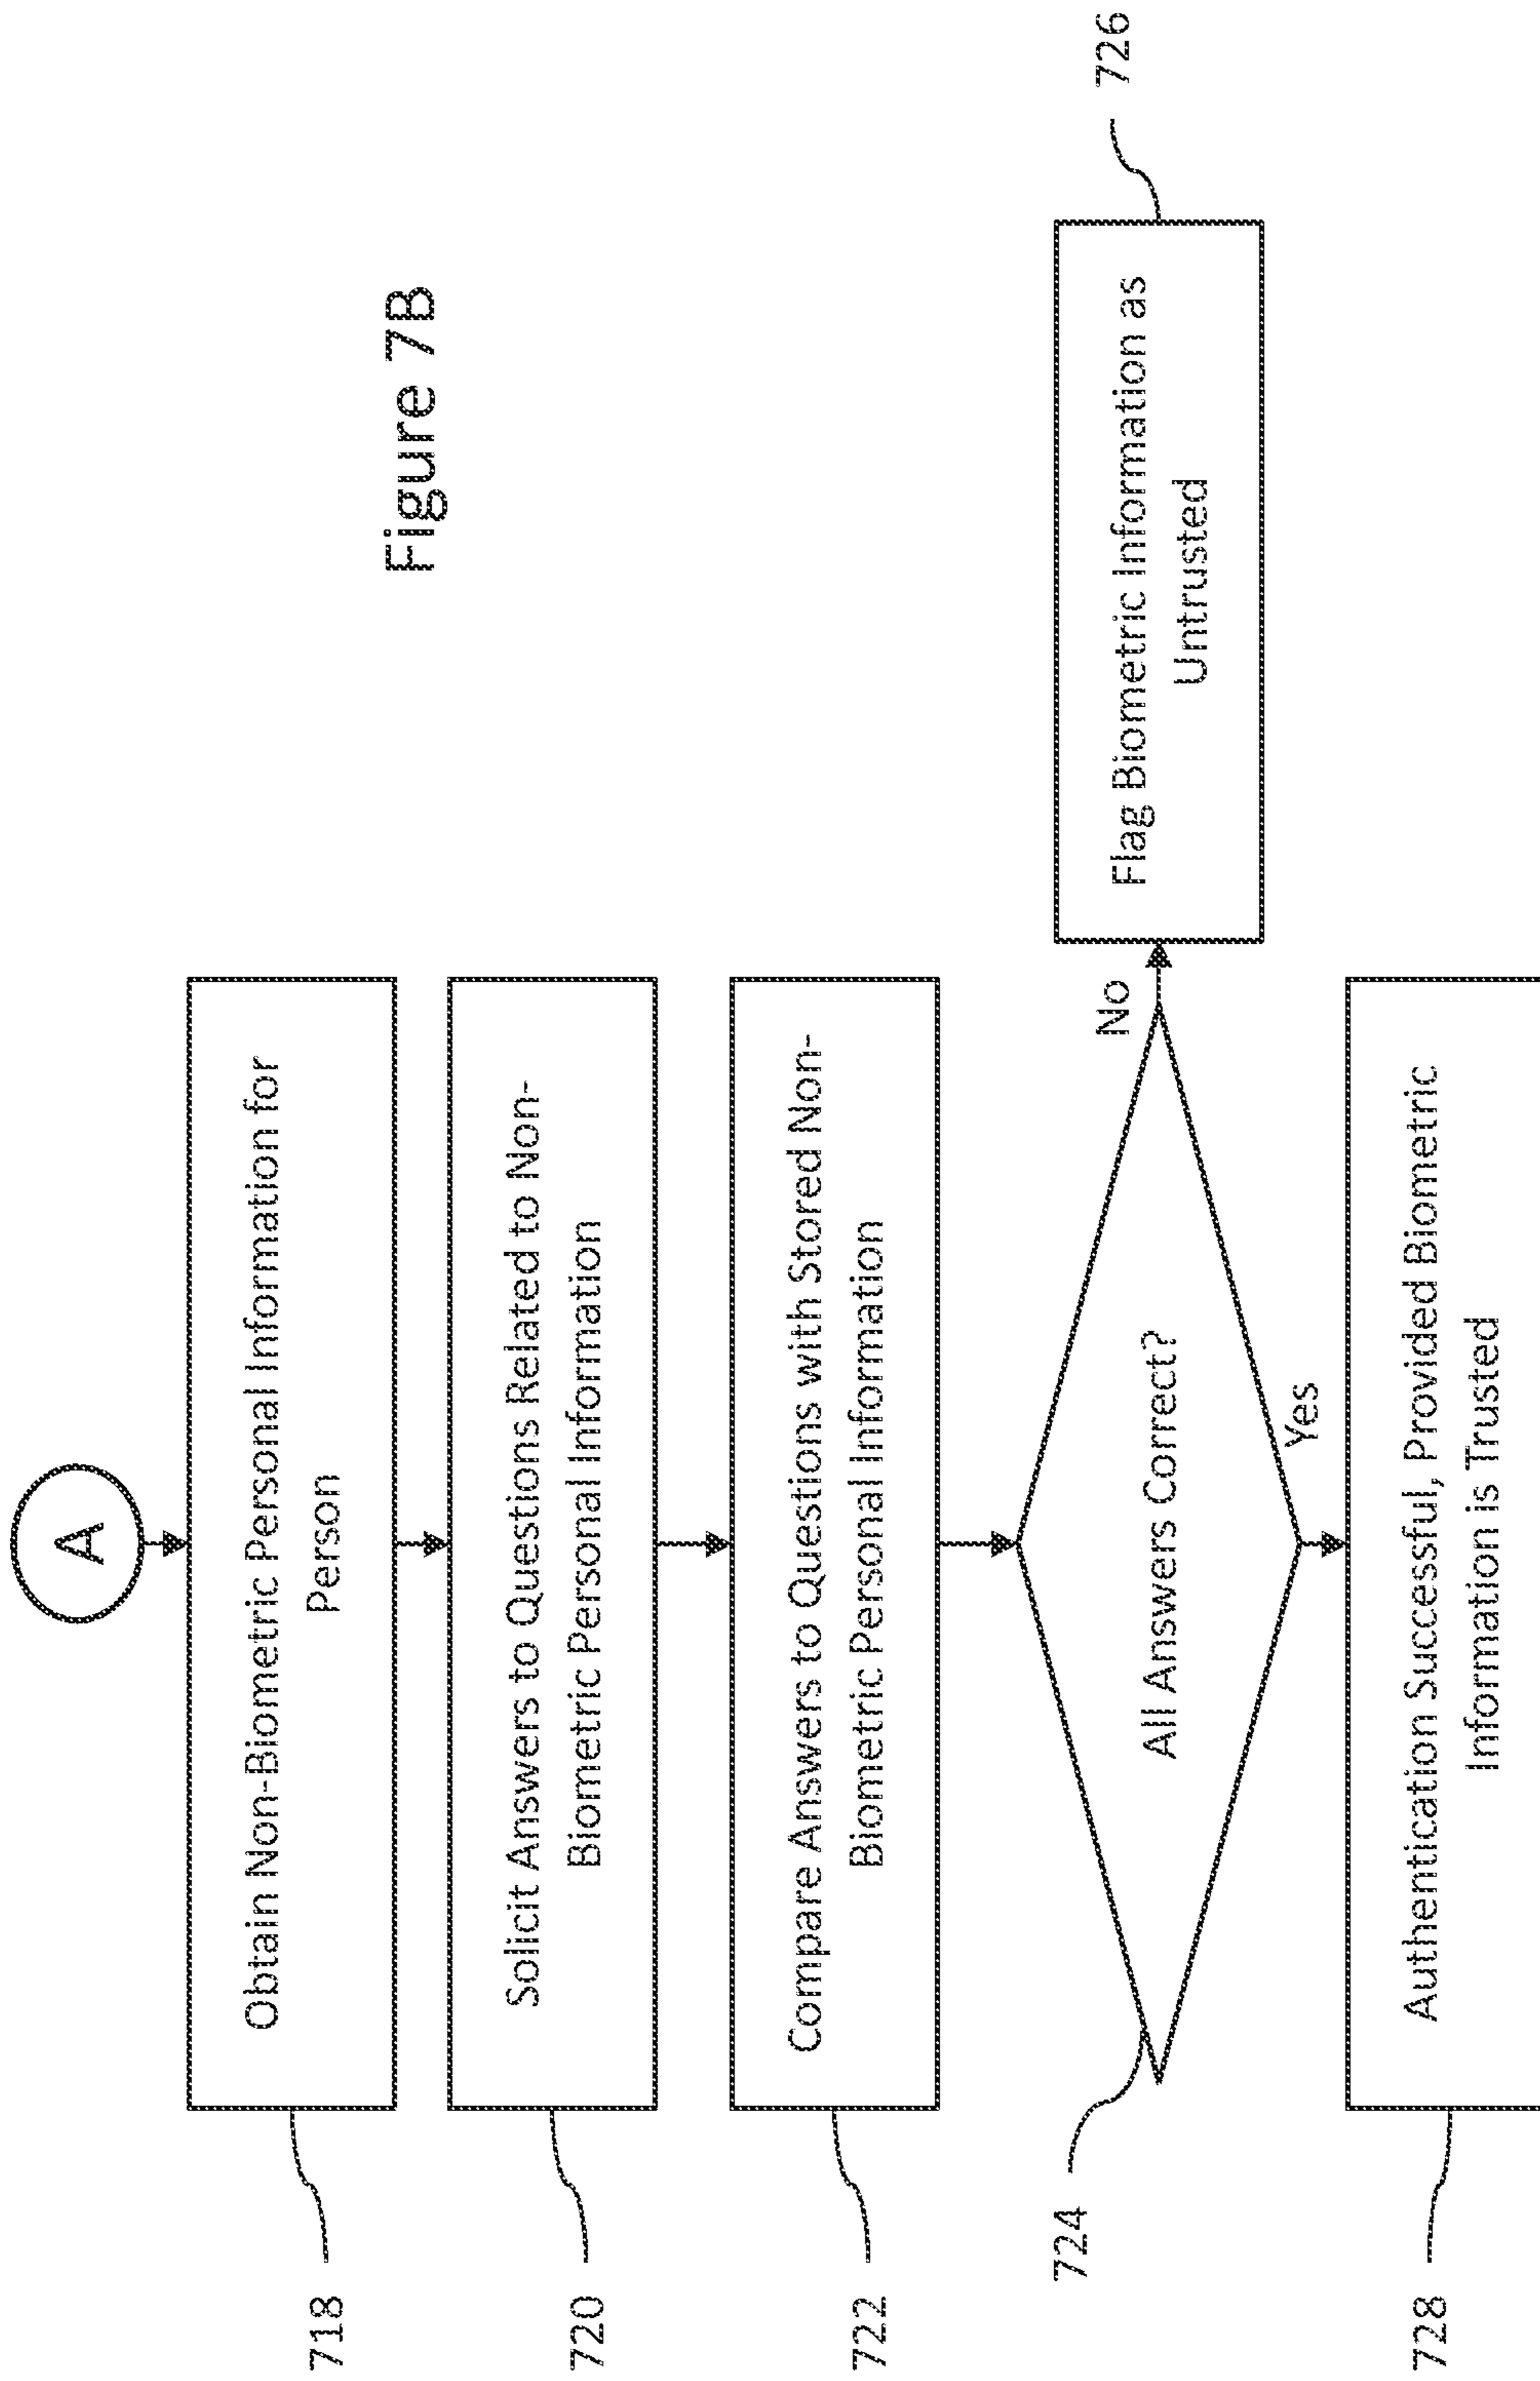 Figure 7B
A
718
Obtain Non-Biometric Personal Information for
Person
720
Solicit Answers to Questions Related to Non-
Biometric Personal Information
722
Compare Answers to Questions with Stored Non-
Biometric Personal Information
724
All Answers Correct?
No
Flag Biometric Information as
Untrusted
726
Yes
728
Authentication Successful, Provided Biometric
Information is Trusted